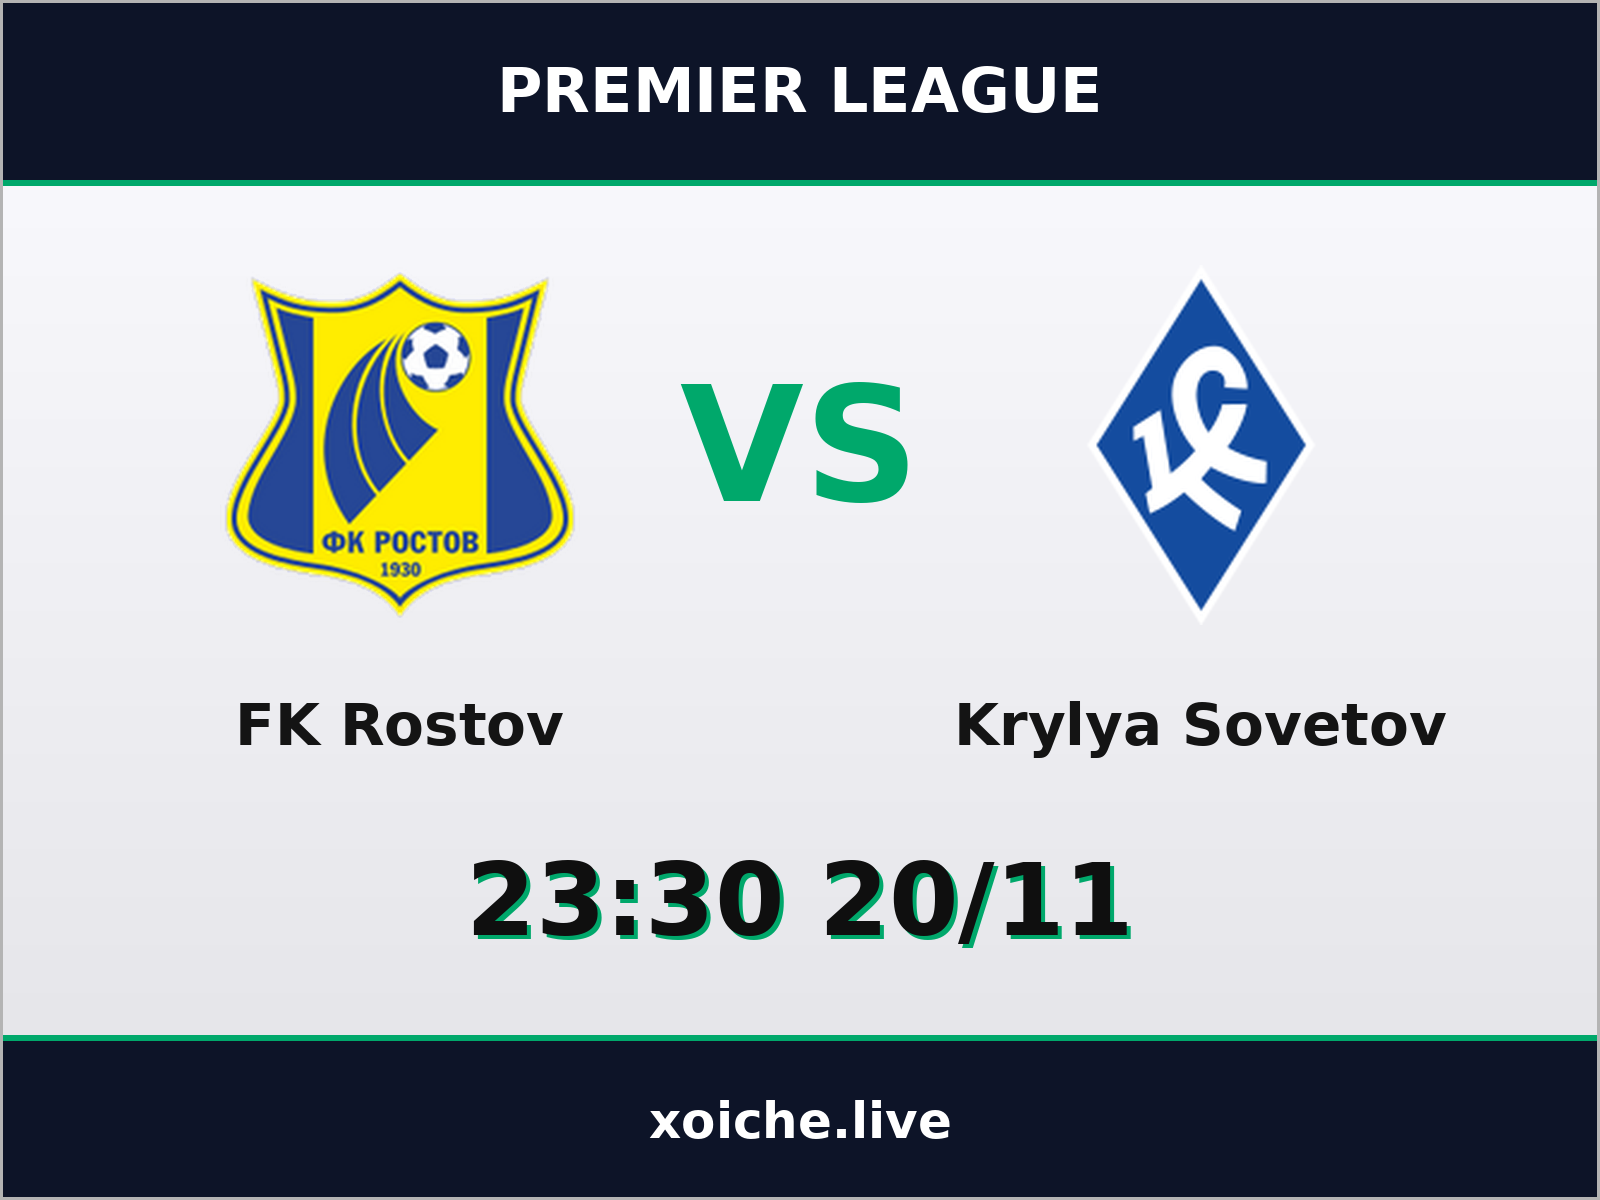 PREMIER LEAGUE
VS
ФК РОСТОВ
1930
FK Rostov
Krylya Sovetov
23:30 20/11
xoiche.live